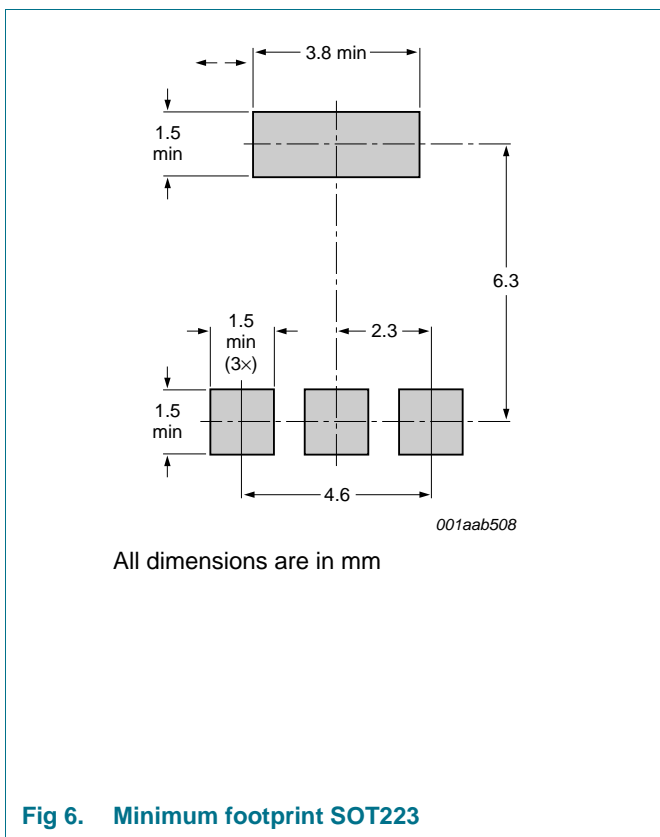 3.8 min
1.5
min
6.3
1.5
min
(3×)
2.3
1.5
min
4.6
001aab508
All dimensions are in mm
Fig 6. Minimum footprint SOT223